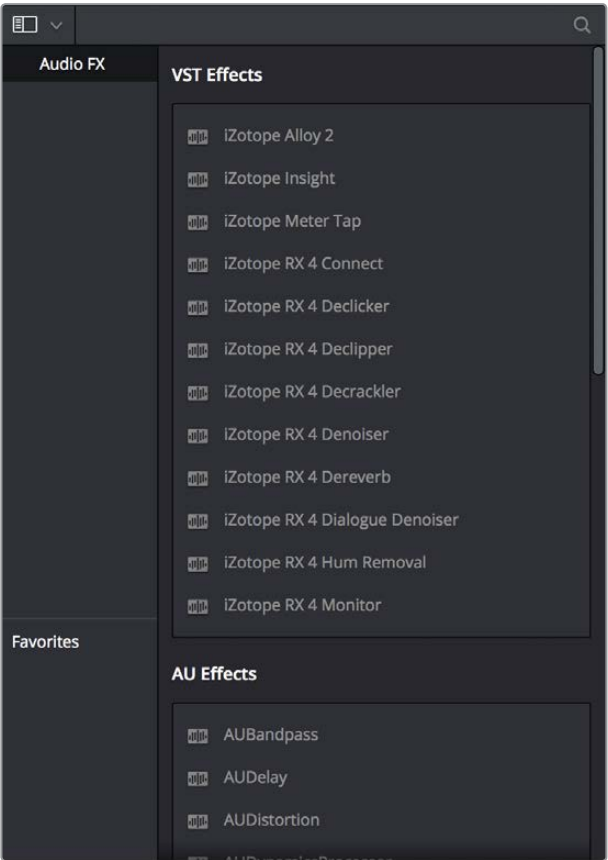 Audio FX
VST Effects
iZotope Alloy 2
iZotope Insight
iZotope Meter Tap
iZotope RX 4 Connect
iZotope RX 4 Declicker
iZotope RX 4 Declipper
iZotope RX 4 Decrackler
iZotope RX 4 Denoiser
iZotope RX 4 Dereverb
iZotope RX 4 Dialogue Denoiser
iZotope RX 4 Hum Removal
iZotope RX 4 Monitor
Favorites
AU Effects
AUBandpass
AUDelay
AUDistortion